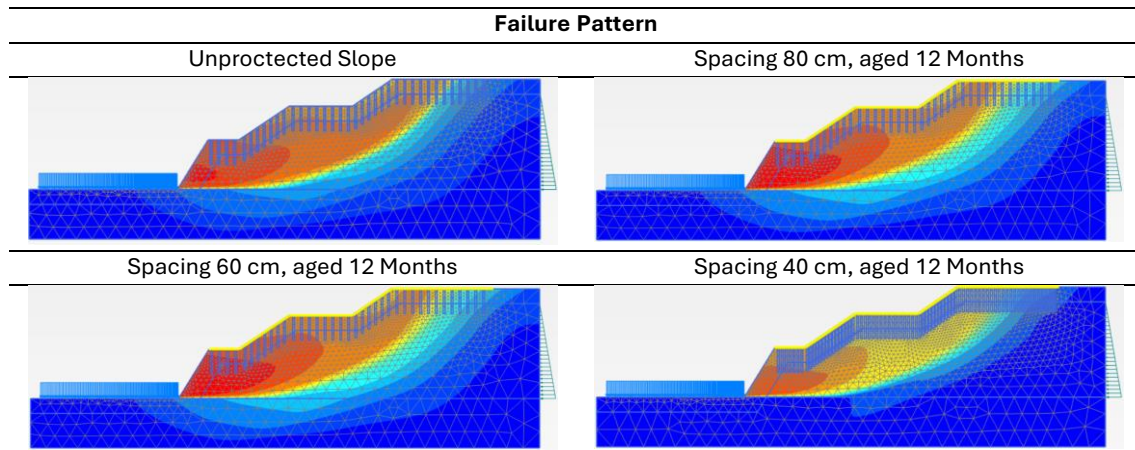 Failure Pattern
Unproctected Slope
Spacing 80 cm, aged 12 Months
Spacing 60 cm, aged 12 Months
Spacing 40 cm, aged 12 Months